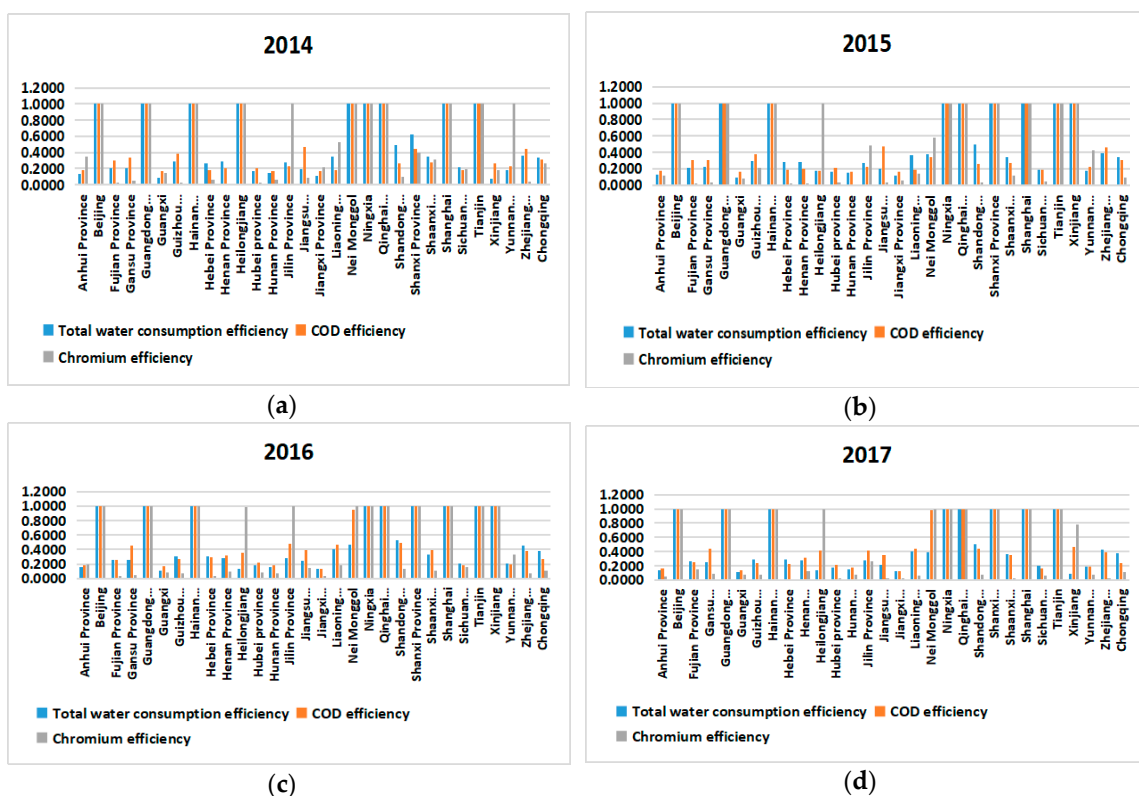 2014
1.2000
1.0000
0.8000
0.6000
0.4000
0.2000
0.0000
Anhui Province
Beijing
Fujian Province
Gansu Province
Guangdong…
Guangxi
Guizhou…
Hainan…
Hebei Province
Henan Province
Heilongjiang
Hubei province
Hunan Province
Jilin Province
Jiangsu…
Jiangxi Province
Liaoning…
Nei Monggol
Ningxia
Qinghai…
Shandong…
Shanxi Province
Shaanxi…
Shanghai
Sichuan…
Tianjin
Xinjiang
Yunnan…
Zhejiang…
Chongqing
Total water consumption efficiency
COD efficiency
Chromium efficiency
(a)
2015
1.2000
1.0000
0.8000
0.6000
0.4000
0.2000
0.0000
Anhui Province
Beijing
Fujian Province
Gansu Province
Guangdong…
Guangxi
Guizhou…
Hainan…
Hebei Province
Henan Province
Heilongjiang
Hubei province
Hunan Province
Jilin Province
Jiangsu…
Jiangxi Province
Liaoning…
Nei Monggol
Ningxia
Qinghai…
Shandong…
Shanxi Province
Shaanxi…
Shanghai
Sichuan…
Tianjin
Xinjiang
Yunnan…
Zhejiang…
Chongqing
Total water consumption efficiency
COD efficiency
Chromium efficiency
(b)
2016
1.2000
1.0000
0.8000
0.6000
0.4000
0.2000
0.0000
Anhui Province
Beijing
Fujian Province
Gansu Province
Guangdong…
Guangxi
Guizhou…
Hainan…
Hebei Province
Henan Province
Heilongjiang
Hubei province
Hunan Province
Jilin Province
Jiangsu…
Jiangxi…
Liaoning…
Nei Monggol
Ningxia
Qinghai…
Shandong…
Shanxi Province
Shaanxi…
Shanghai
Sichuan…
Tianjin
Xinjiang
Yunnan…
Zhejiang…
Chongqing
Total water consumption efficiency
COD efficiency
Chromium efficiency
(c)
2017
1.2000
1.0000
0.8000
0.6000
0.4000
0.2000
0.0000
Anhui Province
Beijing
Fujian Province
Gansu…
Guangdong…
Guangxi
Guizhou…
Hainan…
Hebei Province
Henan…
Heilongjiang
Hubei province
Hunan…
Jilin Province
Jiangsu…
Jiangxi…
Liaoning…
Nei Monggol
Ningxia
Qinghai…
Shandong…
Shanxi Province
Shaanxi…
Shanghai
Sichuan…
Tianjin
Xinjiang
Yunnan…
Zhejiang…
Chongqing
Total water consumption efficiency
COD efficiency
Chromium efficiency
(d)